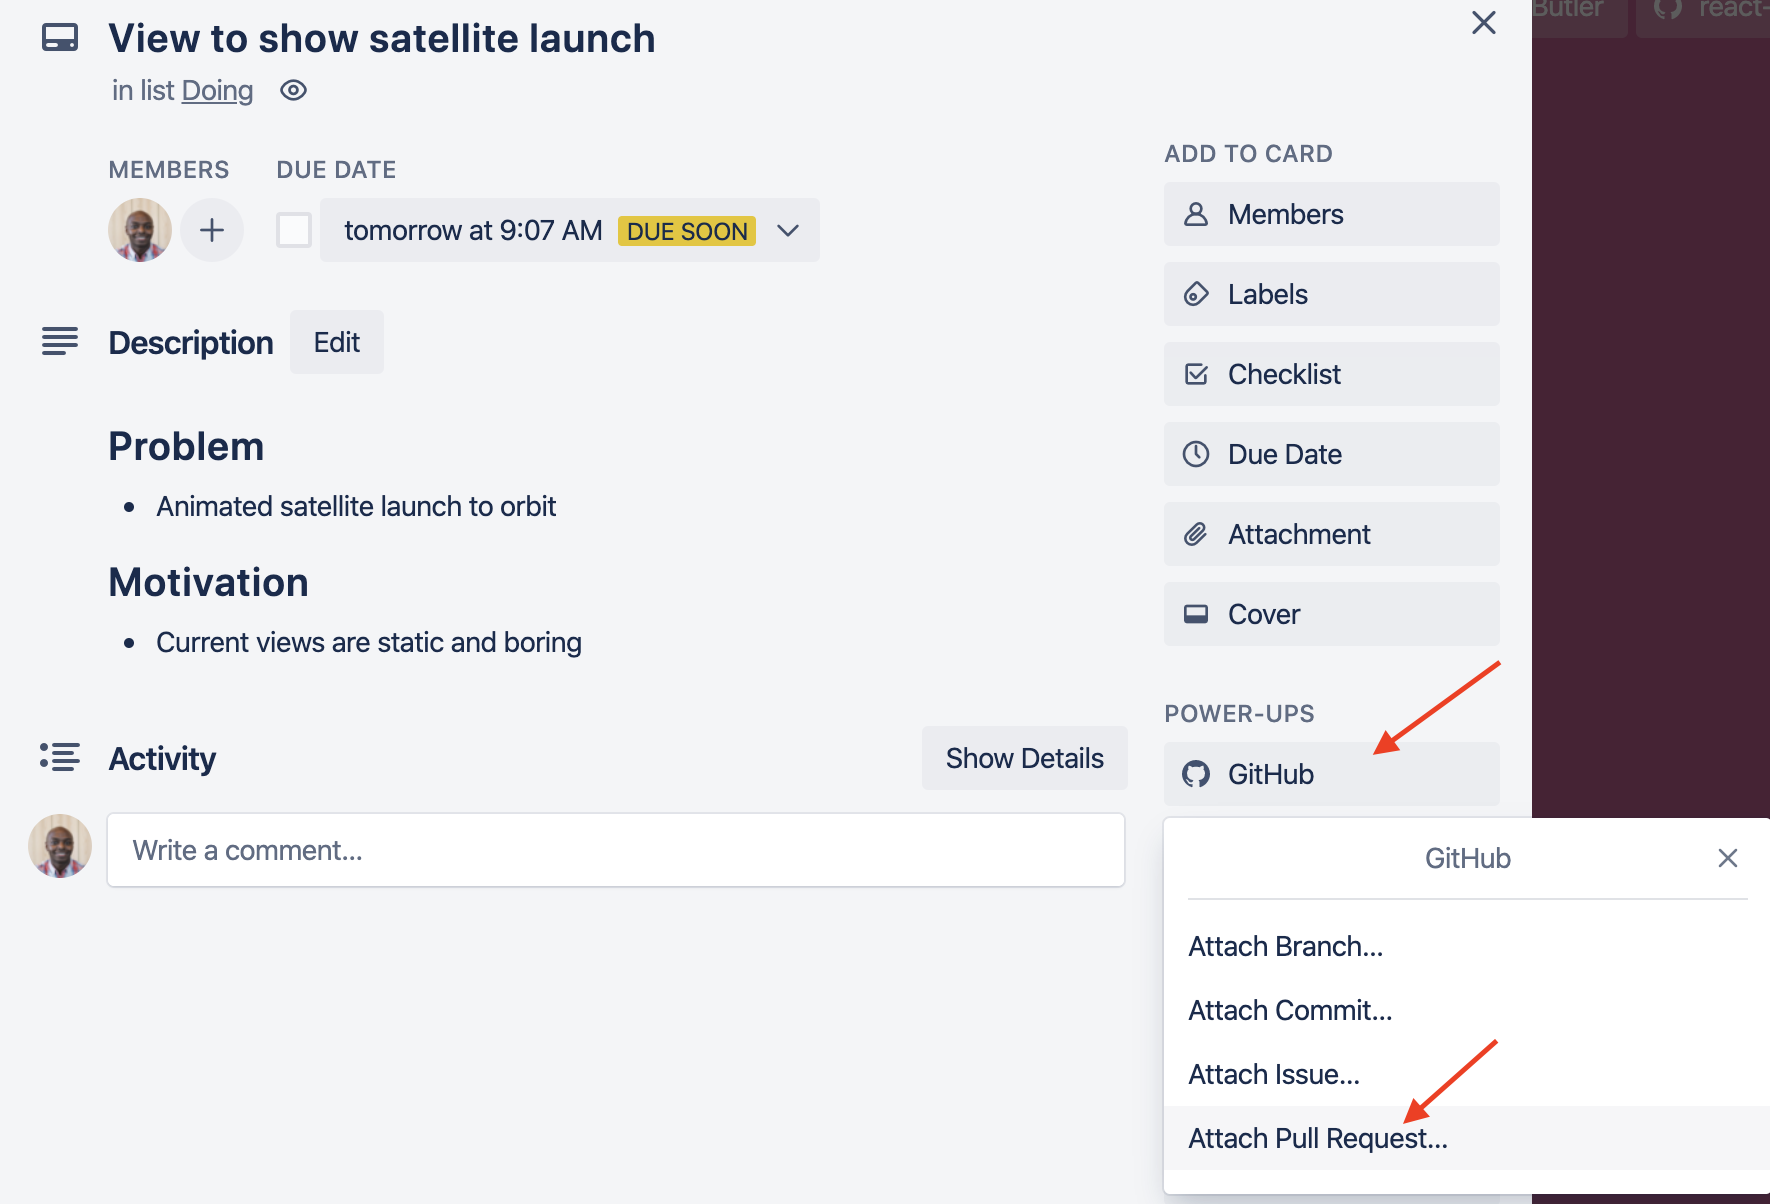 View to show satellite launch
in list Doing
MEMBERS
DUE DATE
tomorrow at 9:07 AM DUE SOON
Description
Edit
Problem
• Animated satellite launch to orbit
Motivation
• Current views are static and boring
Activity
Show Details
Write a comment...
ADD TO CARD
Members
Labels
Checklist
Due Date
Attachment
Cover
POWER-UPS
GitHub
GitHub
Attach Branch...
Attach Commit...
Attach Issue...
Attach Pull Request...
Butler
react-